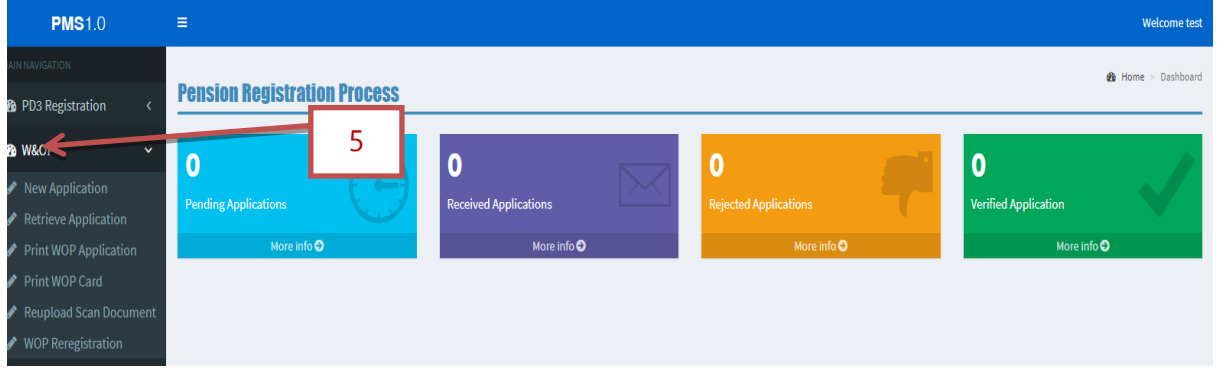 PMS1.0
Welcome test
AIN NAVIGATION
Home > Dashboard
PD3 Registration
Pension Registration Process
W&O
5
New Application
Retrieve Application
Print WOP Application
Print WOP Card
Reupload Scan Document
WOP Reregistration
0
Pending Applications
More info
0
Received Applications
More info
0
Rejected Applications
More info
0
Verified Application
More info